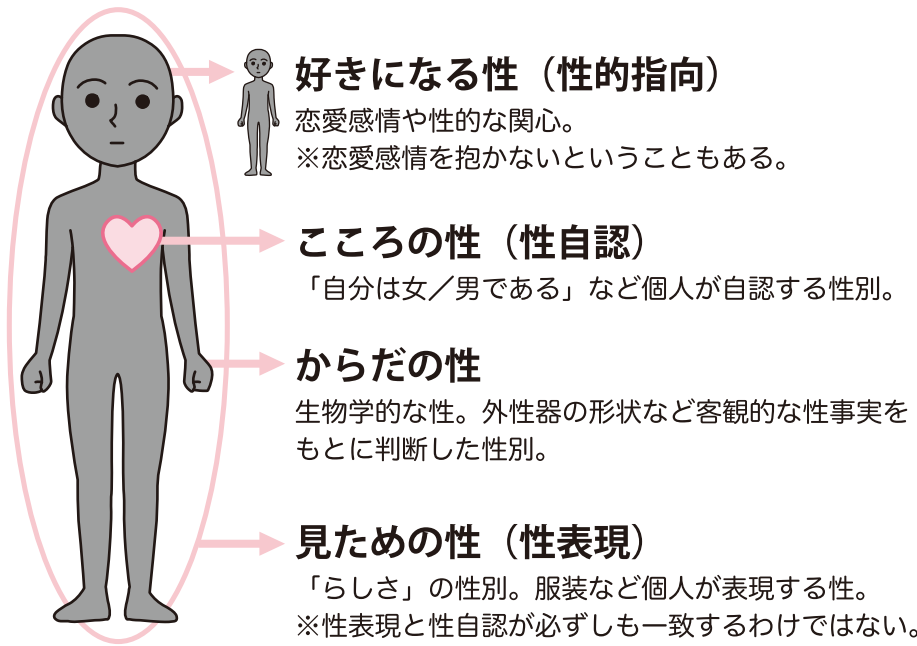 好きになる性（性的指向）
恋愛感情や性的な関心。
※恋愛感情を抱かないということもある。
こころの性（性自認）
「自分は女／男である」など個人が自認する性別。
からだの性
生物学的な性。外性器の形状など客観的な性事実を
もとに判断した性別。
見ための性（性表現）
「らしさ」の性別。服装など個人が表現する性。
※性表現と性自認が必ずしも一致するわけではない。